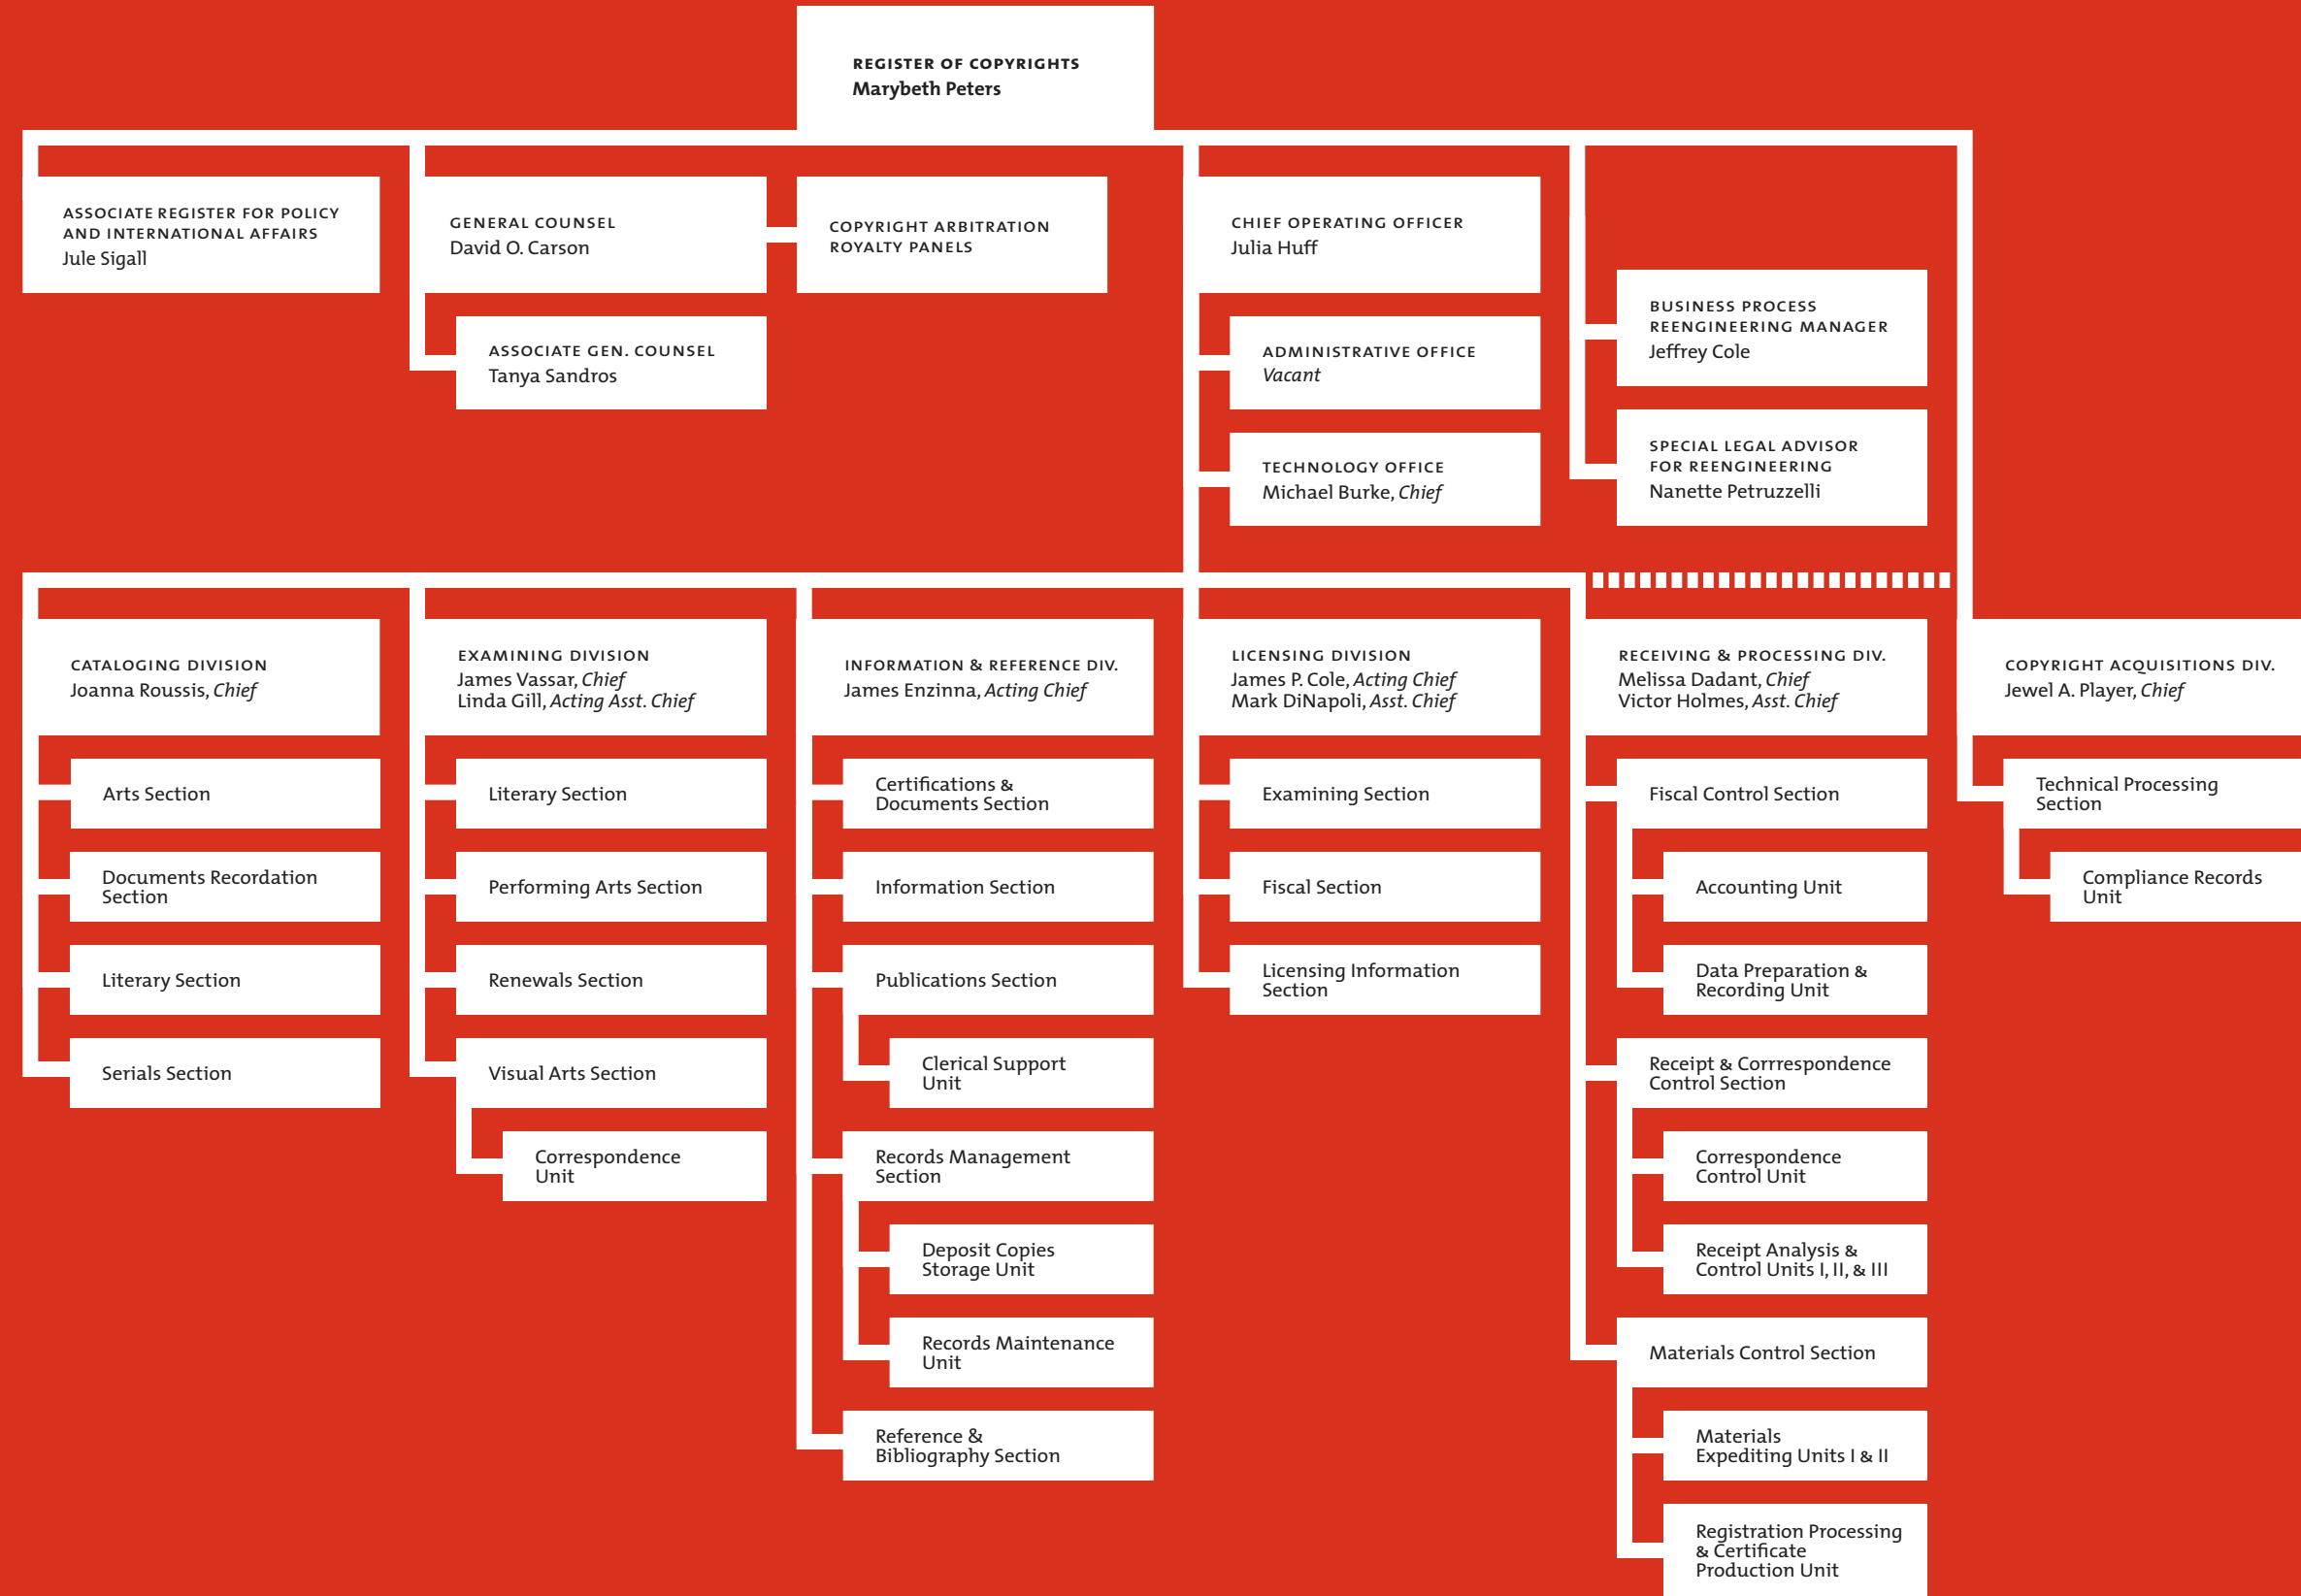 REGISTER OF COPYRIGHTS
Marybeth Peters
ASSOCIATE REGISTER FOR POLICY
AND INTERNATIONAL AFFAIRS
Jule Sigall
GENERAL COUNSEL
David O. Carson
COPYRIGHT ARBITRATION
ROYALTY PANELS
ASSOCIATE GEN. COUNSEL
Tanya Sandros
CHIEF OPERATING OFFICER
Julia Huff
ADMINISTRATIVE OFFICE
Vacant
TECHNOLOGY OFFICE
Michael Burke, Chief
BUSINESS PROCESS
REENGINEERING MANAGER
Jeffrey Cole
SPECIAL LEGAL ADVISOR
FOR REENGINEERING
Nanette Petruzzelli
CATALOGING DIVISION
Joanna Roussis, Chief
Arts Section
Documents Recordation
Section
Literary Section
Serials Section
EXAMINING DIVISION
James Vassar, Chief
Linda Gill, Acting Asst. Chief
Literary Section
Performing Arts Section
Renewals Section
Visual Arts Section
Correspondence
Unit
INFORMATION & REFERENCE DIV.
James Enzinna, Acting Chief
Certifications &
Documents Section
Information Section
Publications Section
Clerical Support
Unit
Records Management
Section
Deposit Copies
Storage Unit
Records Maintenance
Unit
Reference &
Bibliography Section
LICENSING DIVISION
James P. Cole, Acting Chief
Mark DiNapoli, Asst. Chief
Examining Section
Fiscal Section
Licensing Information
Section
RECEIVING & PROCESSING DIV.
Melissa Dadant, Chief
Victor Holmes, Asst. Chief
Fiscal Control Section
Accounting Unit
Data Preparation &
Recording Unit
Receipt & Corrrespondence
Control Section
Correspondence
Control Unit
Receipt Analysis &
Control Units I, II, & III
Materials Control Section
Materials
Expediting Units I & II
Registration Processing
& Certificate
Production Unit
COPYRIGHT ACQUISITIONS DIV.
Jewel A. Player, Chief
Technical Processing
Section
Compliance Records
Unit